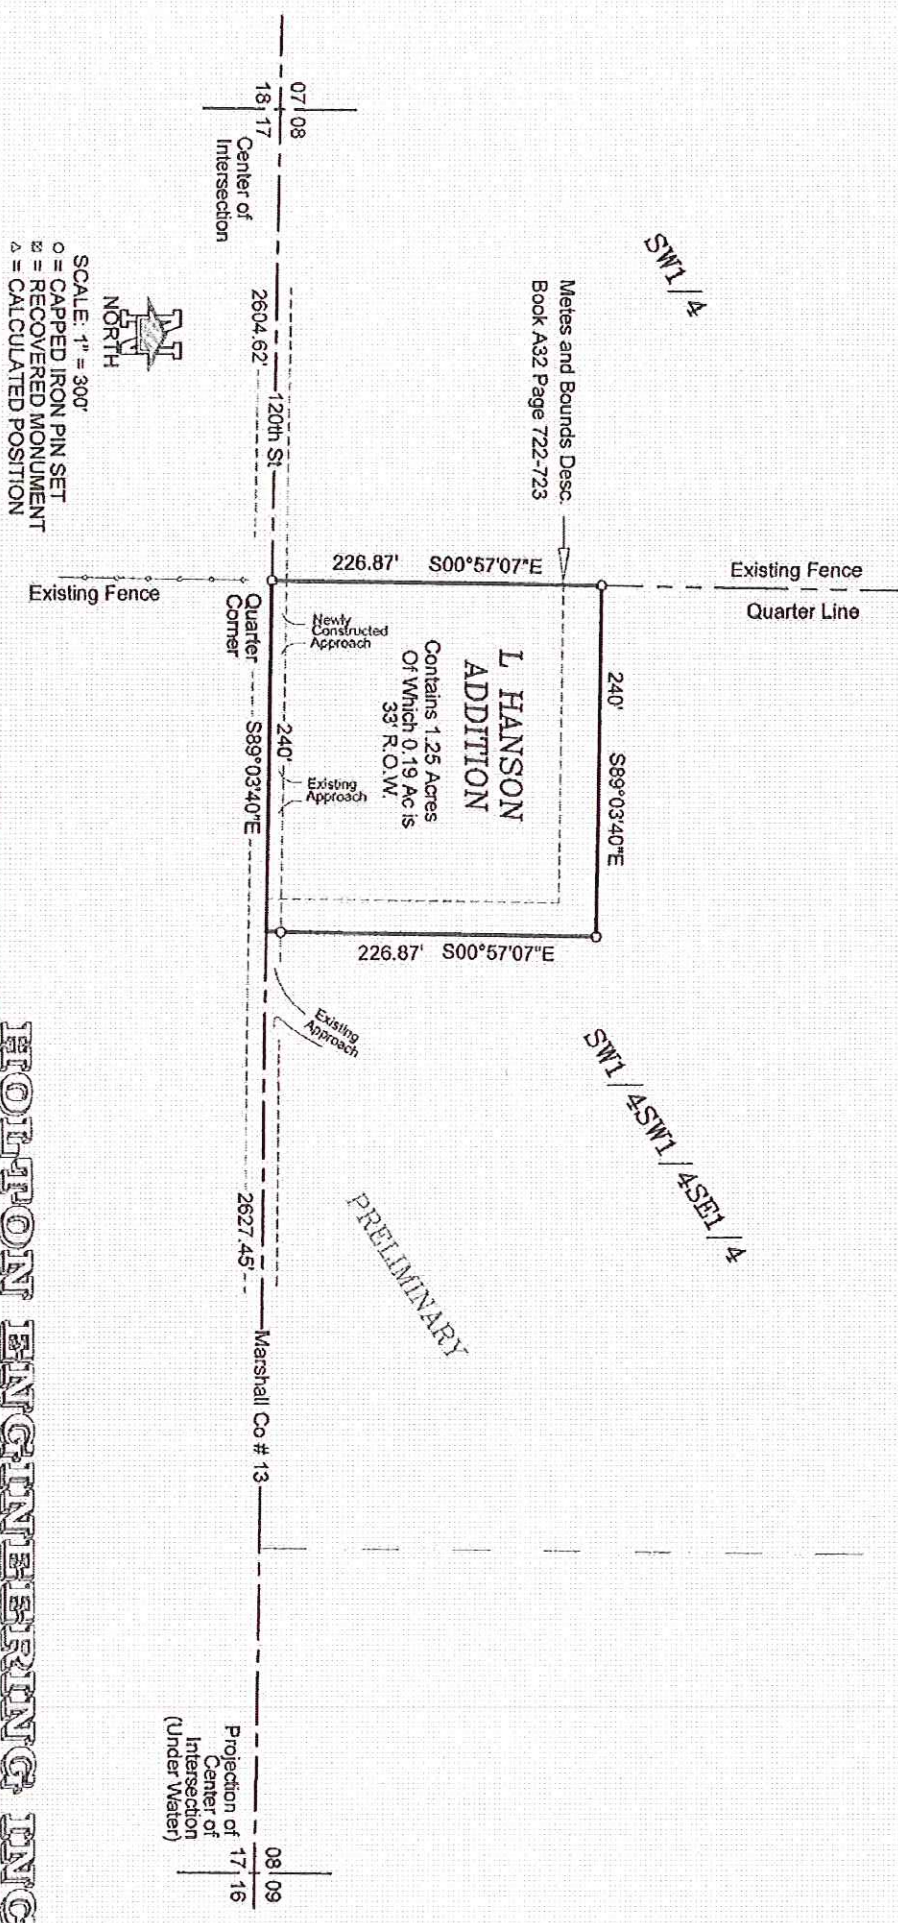 SW1/4
Metes and Bounds Desc.
Book A32 Page 722-723
Existing Fence
Quarter Line
240' S89°03'40"E
226.87' S00°57'07"E
L HANSON
ADDITION
Contains 1.25 Acres
Of Which 0.19 Ac is
33' R.O.W.
226.87' S00°57'07"E
SW1/4SW1/4SE1/4
PRELIMINARY
Newly
Constructed
Approach
240'
Existing
Approach
Existing
Approach
07 08
18 17
Center of
Intersection
2604.62'
120th St
Quarter
Corner
S89°03'40"E
2627.45'
Marshall Co # 13
08 09
17 16
Projection of
Center of
Intersection
(Under Water)
Existing Fence
NORTH
SCALE: 1" = 300'
○ = CAPPED IRON PIN SET
⊠ = RECOVERED MONUMENT
△ = CALCULATED POSITION
HOLTON ENGINEERING INC